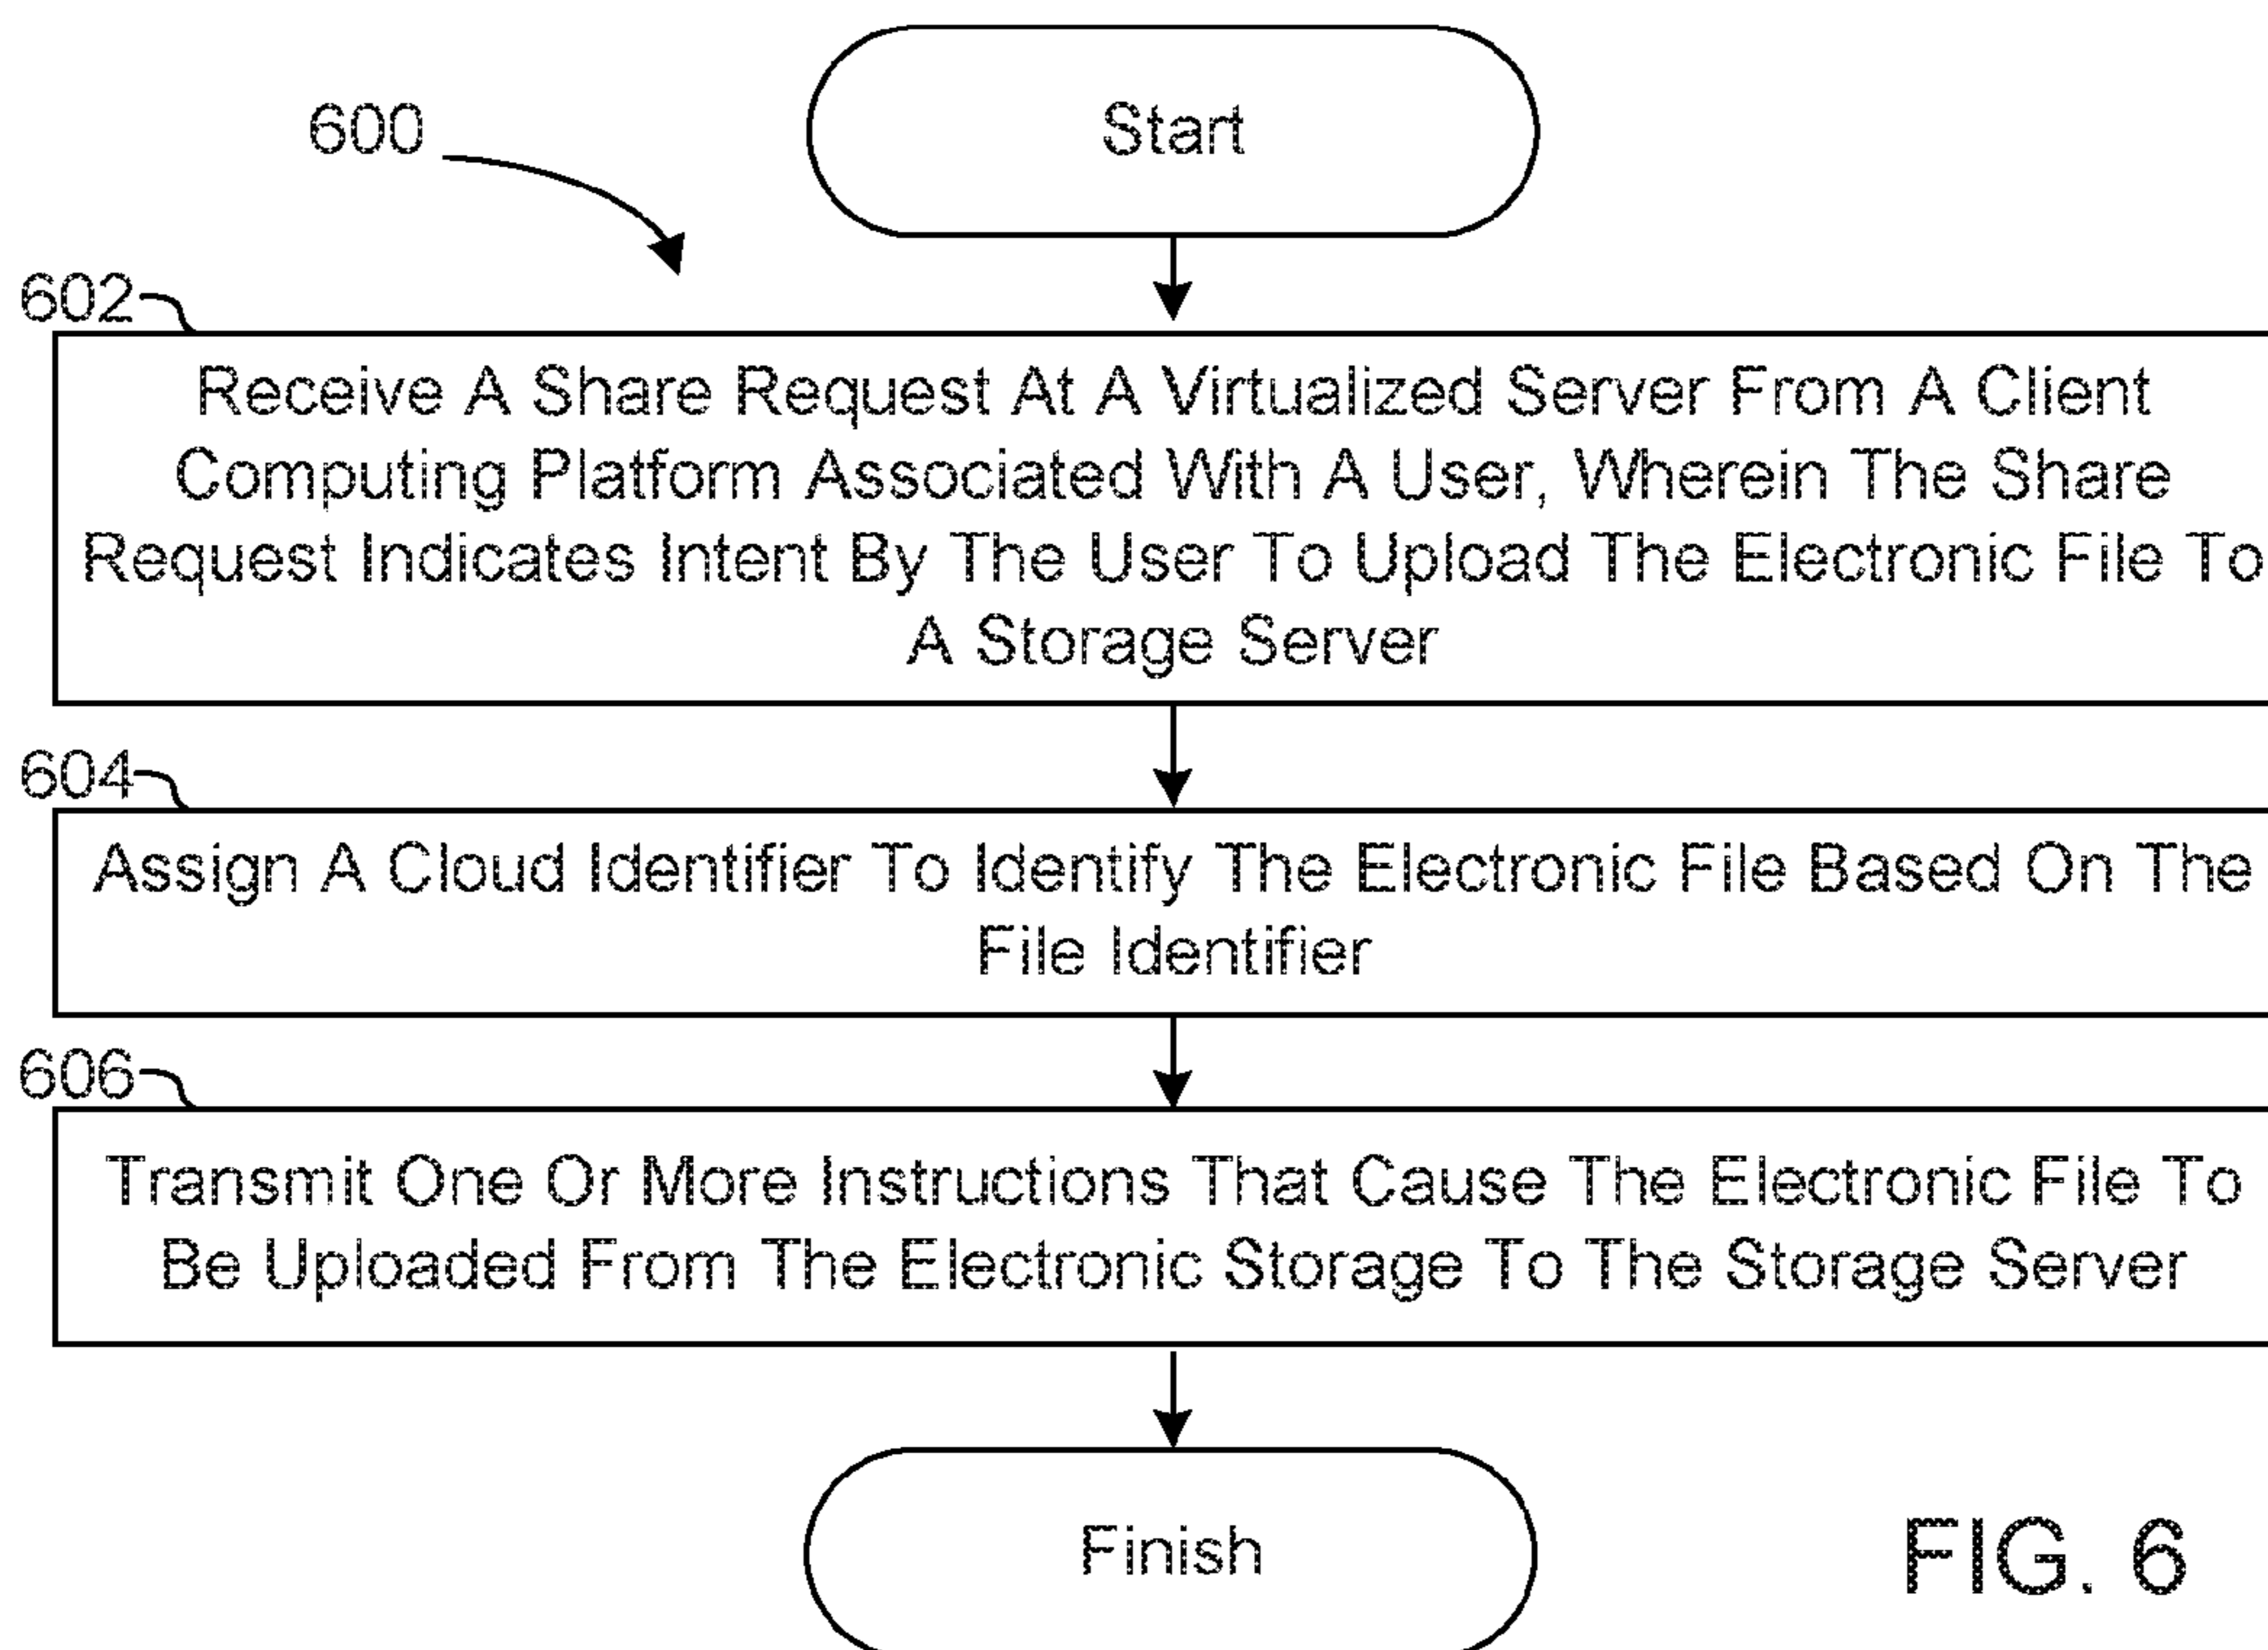 600
Start
602
Receive A Share Request At A Virtualized Server From A Client
Computing Platform Associated With A User, Wherein The Share
Request Indicates Intent By The User To Upload The Electronic File To
A Storage Server
604
Assign A Cloud Identifier To Identify The Electronic File Based On The
File Identifier
606
Transmit One Or More Instructions That Cause The Electronic File To
Be Uploaded From The Electronic Storage To The Storage Server
Finish
FIG. 6